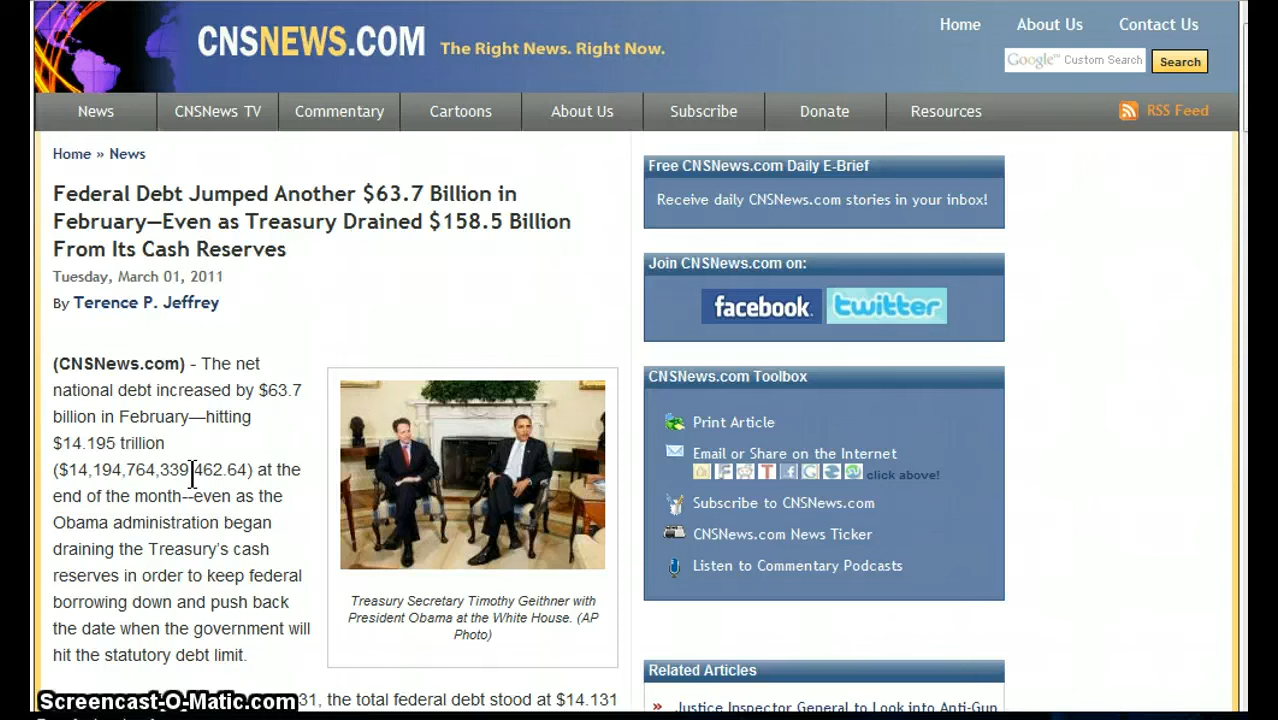 CNSNEWS.COM The Right News. Right Now.
Home About Us Contact Us
Google™ Custom Search Search
News CNSNews TV Commentary Cartoons About Us Subscribe Donate Resources RSS Feed
Home » News
Federal Debt Jumped Another $63.7 Billion in
February—Even as Treasury Drained $158.5 Billion
From Its Cash Reserves
Tuesday, March 01, 2011
By Terence P. Jeffrey
(CNSNews.com) - The net
national debt increased by $63.7
billion in February—hitting
$14.195 trillion
($14,194,764,339,462.64) at the
end of the month--even as the
Obama administration began
draining the Treasury's cash
reserves in order to keep federal
borrowing down and push back
the date when the government will
hit the statutory debt limit.
Treasury Secretary Timothy Geithner with
President Obama at the White House. (AP
Photo)
31, the total federal debt stood at $14.131
Free CNSNews.com Daily E-Brief
Receive daily CNSNews.com stories in your inbox!
Join CNSNews.com on:
facebook. twitter
CNSNews.com Toolbox
Print Article
Email or Share on the Internet
click above!
Subscribe to CNSNews.com
CNSNews.com News Ticker
Listen to Commentary Podcasts
Related Articles
» Justice Inspector General to Look into Anti-Gun
Screencast-O-Matic.com